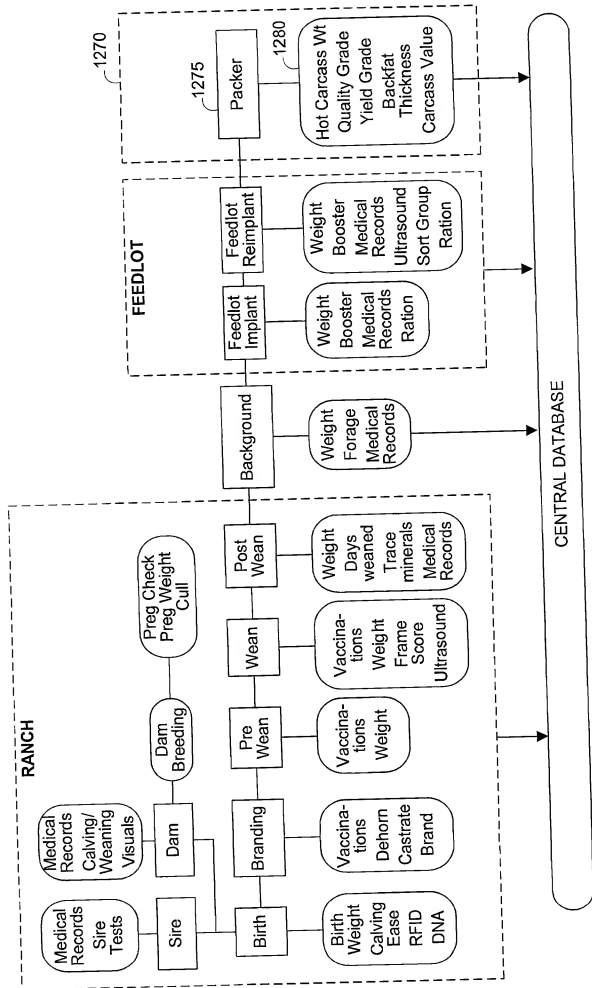 RANCH
Medical
Records
Sire
Tests
Medical
Records
Calving/
Weaning
Visuals
Sire
Dam
Dam
Breeding
Preg Check
Preg Weight
Cull
Birth
Branding
Pre
Wean
Wean
Post
Wean
Birth
Weight
Calving
Ease
RFID
DNA
Vaccina-
tions
Dehorn
Castrate
Brand
Vaccina-
tions
Weight
Vaccina-
tions
Weight
Frame
Score
Ultrasound
Weight
Days
weaned
Trace
minerals
Medical
Records
Background
Weight
Forage
Medical
Records
FEEDLOT
Feedlot
Implant
Feedlot
Reimplant
Weight
Booster
Medical
Records
Ration
Weight
Booster
Medical
Records
Ultrasound
Sort Group
Ration
1270
1275
Packer
1280
Hot Carcass Wt
Quality Grade
Yield Grade
Backfat
Thickness
Carcass Value
CENTRAL DATABASE